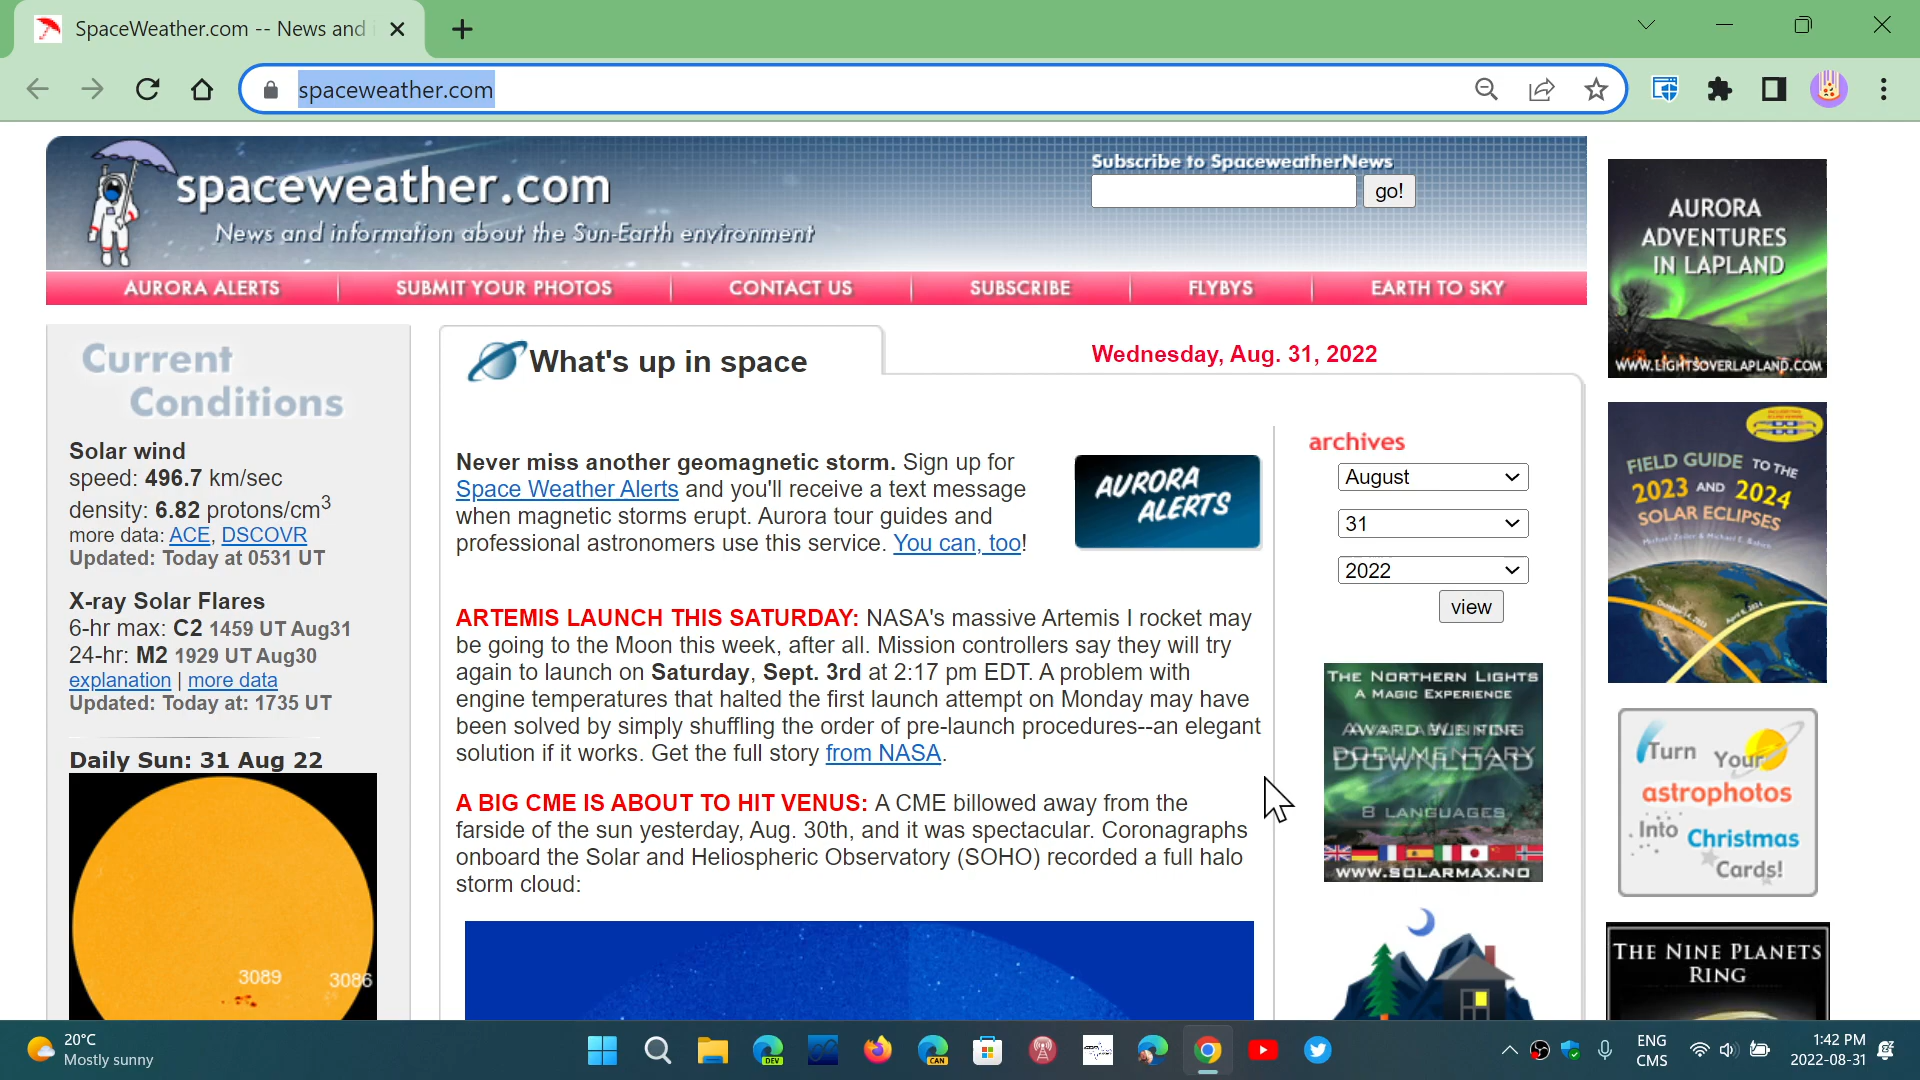 SpaceWeather.com -- News and
spaceweather.com
spaceweather.com
News and information about the Sun-Earth environment
Subscribe to SpaceweatherNews
go!
AURORA ALERTS
SUBMIT YOUR PHOTOS
CONTACT US
SUBSCRIBE
FLYBYS
EARTH TO SKY
Current
Conditions
Solar wind
speed: 496.7 km/sec
density: 6.82 protons/cm3
more data: ACE, DSCOVR
Updated: Today at 0531 UT
X-ray Solar Flares
6-hr max: C2 1459 UT Aug31
24-hr: M2 1929 UT Aug30
explanation | more data
Updated: Today at: 1735 UT
Daily Sun: 31 Aug 22
3089
3086
What's up in space
Wednesday, Aug. 31, 2022
Never miss another geomagnetic storm. Sign up for
Space Weather Alerts and you'll receive a text message
when magnetic storms erupt. Aurora tour guides and
professional astronomers use this service. You can, too!
AURORA
ALERTS
ARTEMIS LAUNCH THIS SATURDAY: NASA's massive Artemis I rocket may
be going to the Moon this week, after all. Mission controllers say they will try
again to launch on Saturday, Sept. 3rd at 2:17 pm EDT. A problem with
engine temperatures that halted the first launch attempt on Monday may have
been solved by simply shuffling the order of pre-launch procedures--an elegant
solution if it works. Get the full story from NASA.
A BIG CME IS ABOUT TO HIT VENUS: A CME billowed away from the
farside of the sun yesterday, Aug. 30th, and it was spectacular. Coronagraphs
onboard the Solar and Heliospheric Observatory (SOHO) recorded a full halo
storm cloud:
archives
August
31
2022
view
THE NORTHERN LIGHTS
A MAGIC EXPERIENCE
DOWNLOAD
8 LANGUAGES
WWW.SOLARMAX.NO
AURORA
ADVENTURES
IN LAPLAND
WWW.LIGHTSOVERLAPLAND.COM
FIELD GUIDE TO THE
2023 AND 2024
SOLAR ECLIPSES
October 14, 2023
April 8, 2024
Turn Your
astrophotos
Into Christmas
Cards!
THE NINE PLANETS
RING
20°C
Mostly sunny
DEV
CAN
ENG
CMS
1:42 PM
2022-08-31